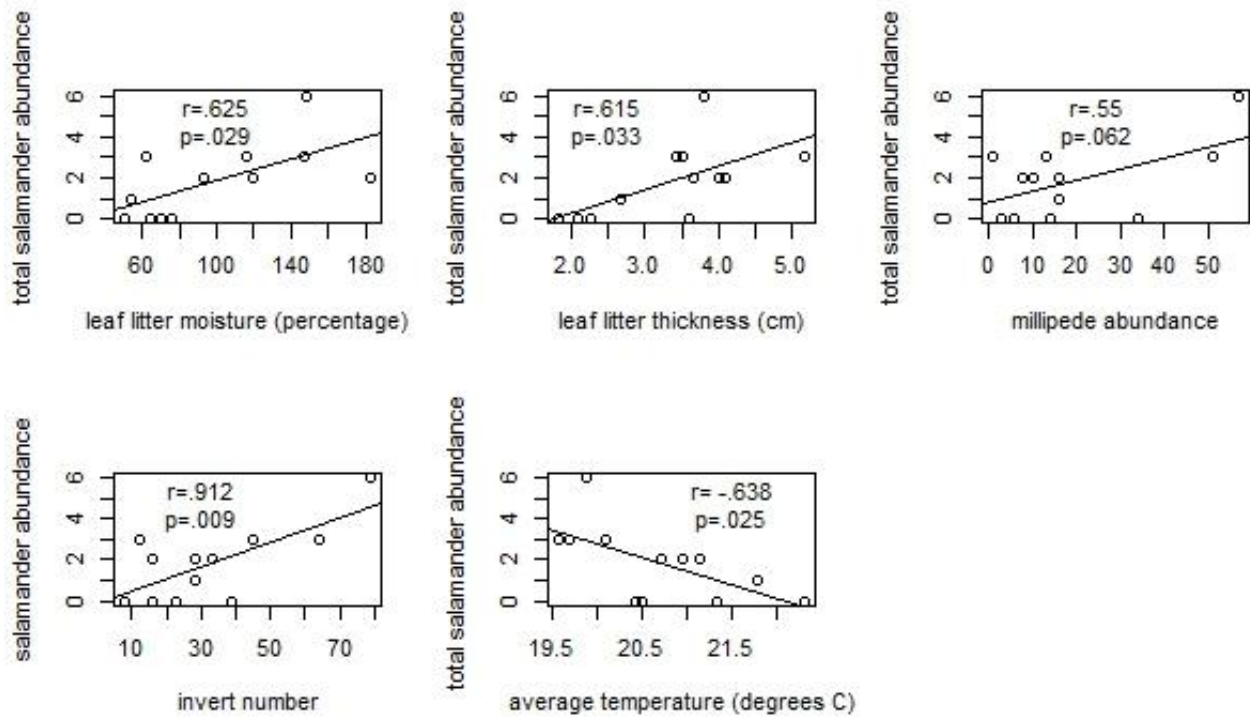 total salamander abundance
6
4
2
0
r=.625
p=.029
60 100 140 180
leaf litter moisture (percentage)
total salamander abundance
6
4
2
0
r=.615
p=.033
2.0 3.0 4.0 5.0
leaf litter thickness (cm)
total salamander abundance
6
4
2
0
r=.55
p=.062
0 10 20 30 40 50
millipede abundance
salamander abundance
6
4
2
0
r=.912
p=.009
10 30 50 70
invert number
total salamander abundance
6
4
2
0
r= -.638
p=.025
19.5 20.5 21.5
average temperature (degrees C)